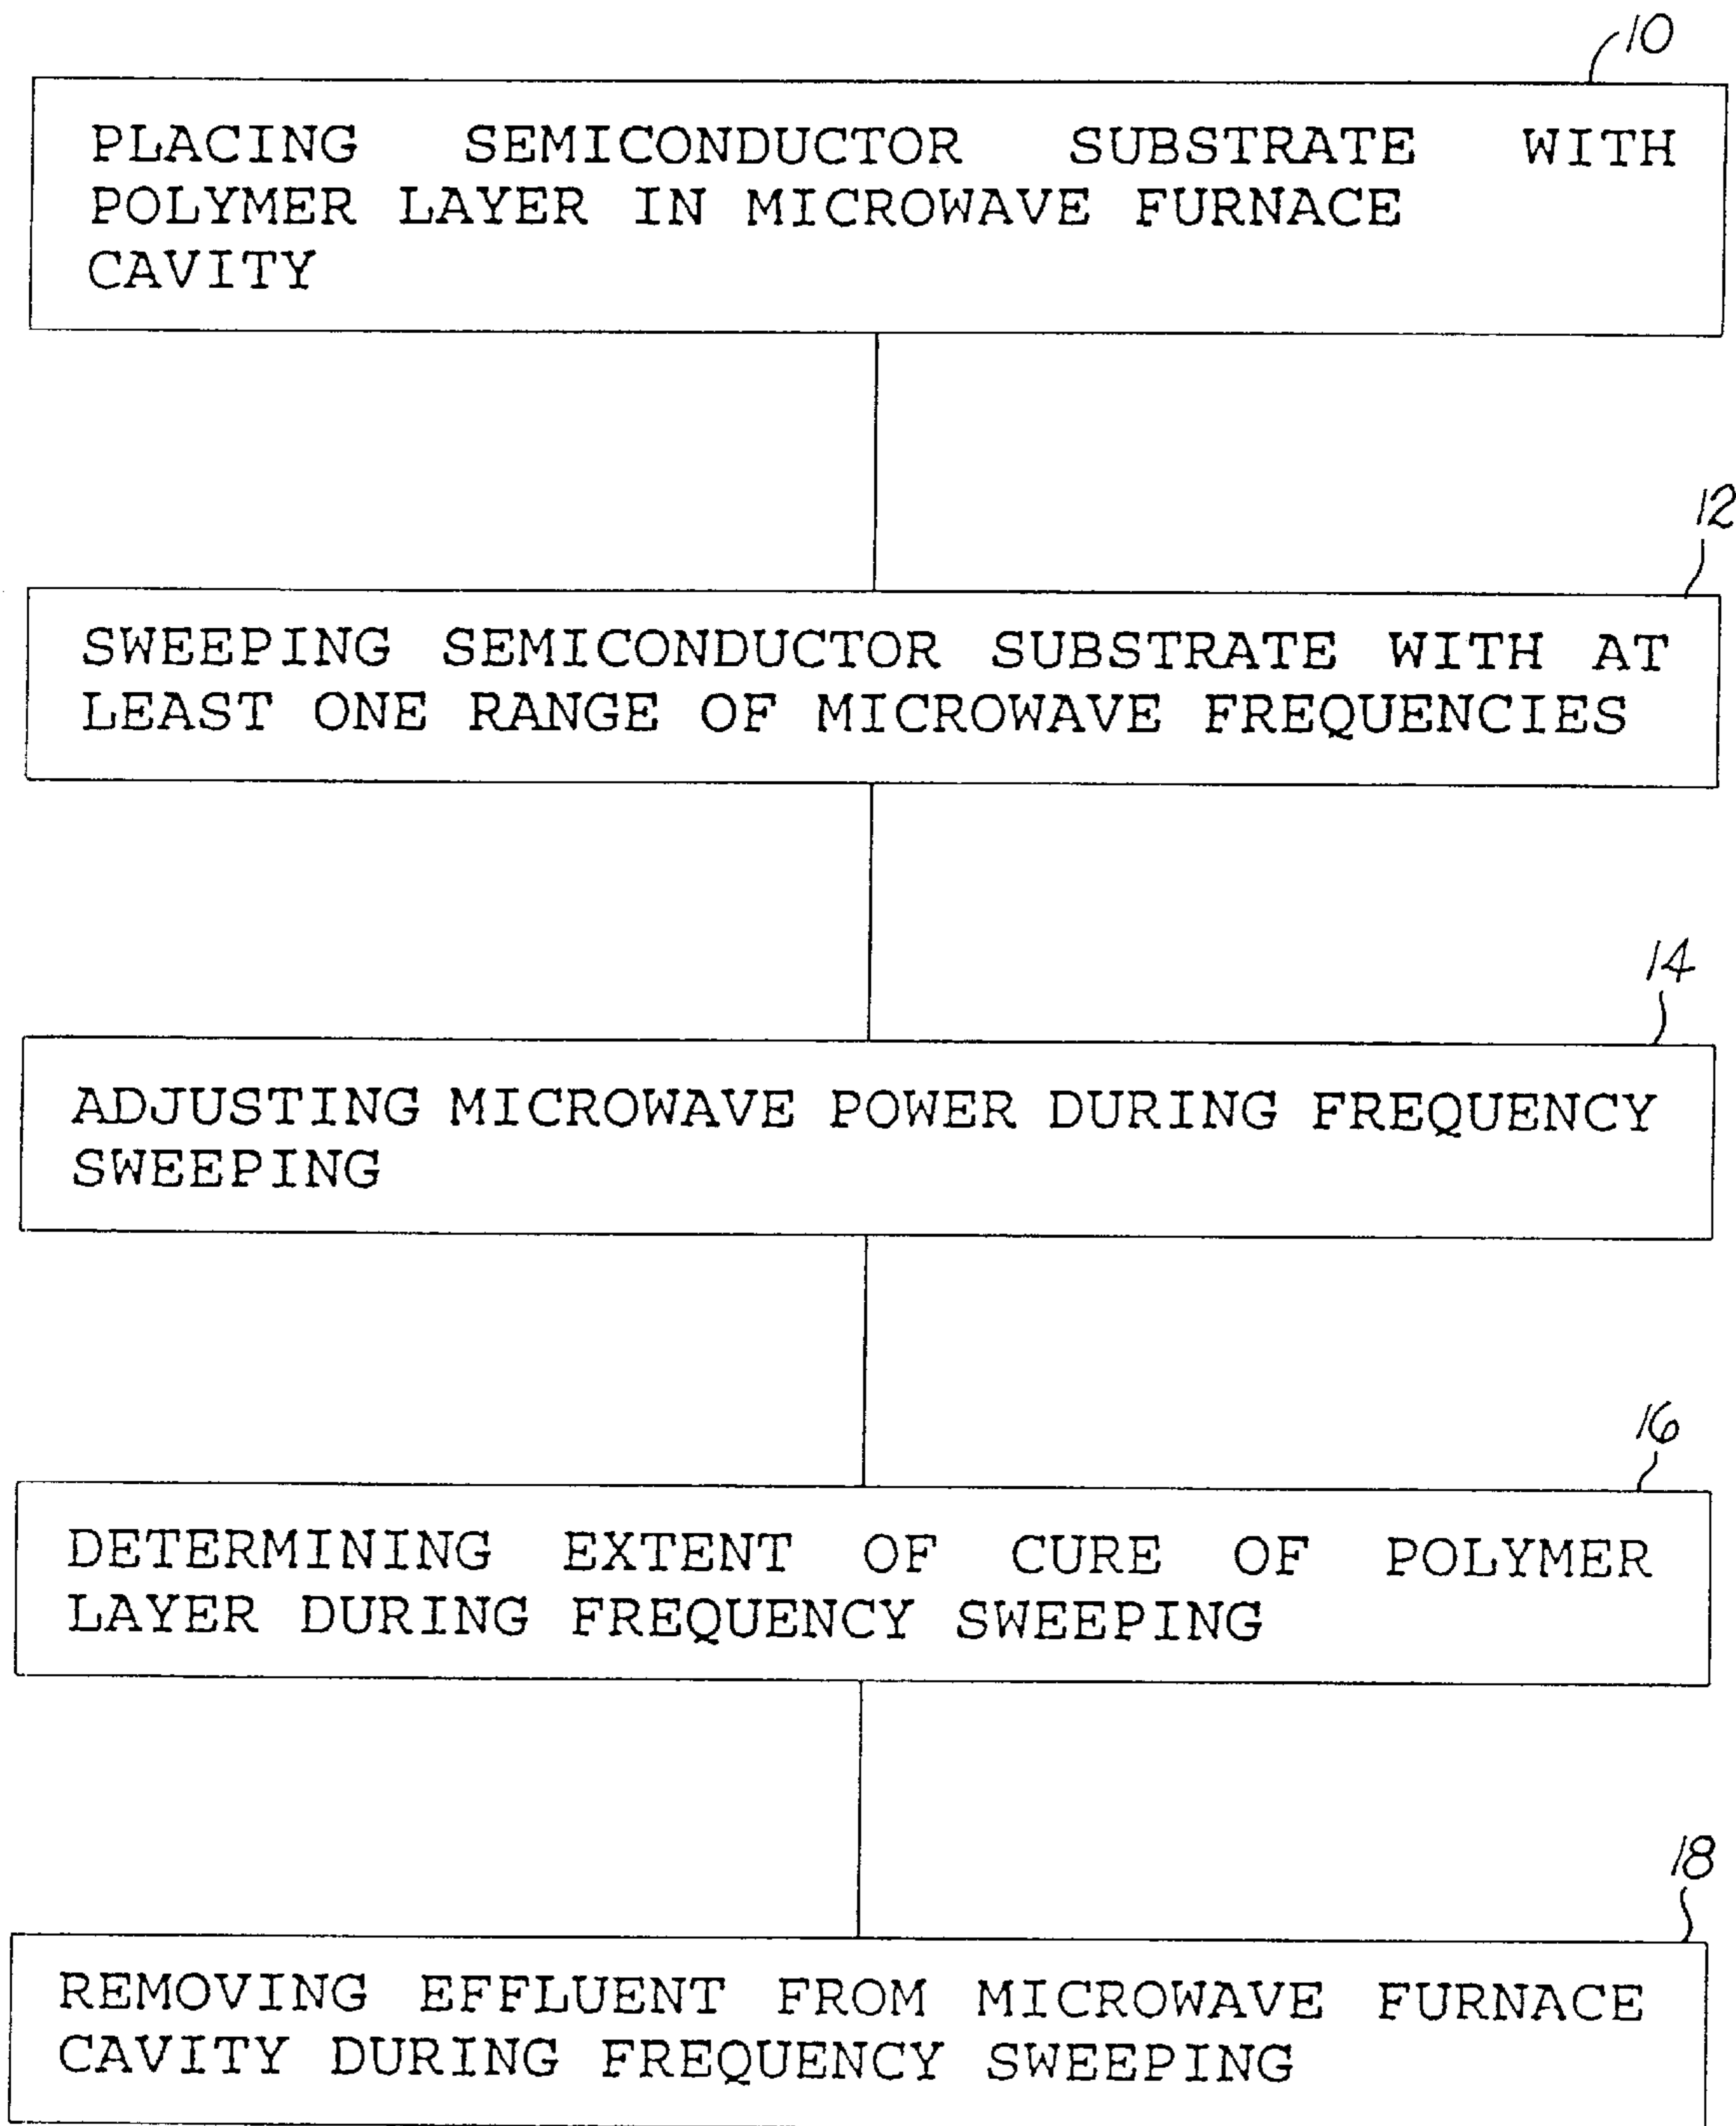 10
PLACING SEMICONDUCTOR SUBSTRATE WITH
POLYMER LAYER IN MICROWAVE FURNACE
CAVITY
12
SWEEPING SEMICONDUCTOR SUBSTRATE WITH AT
LEAST ONE RANGE OF MICROWAVE FREQUENCIES
14
ADJUSTING MICROWAVE POWER DURING FREQUENCY
SWEEPING
16
DETERMINING EXTENT OF CURE OF POLYMER
LAYER DURING FREQUENCY SWEEPING
18
REMOVING EFFLUENT FROM MICROWAVE FURNACE
CAVITY DURING FREQUENCY SWEEPING